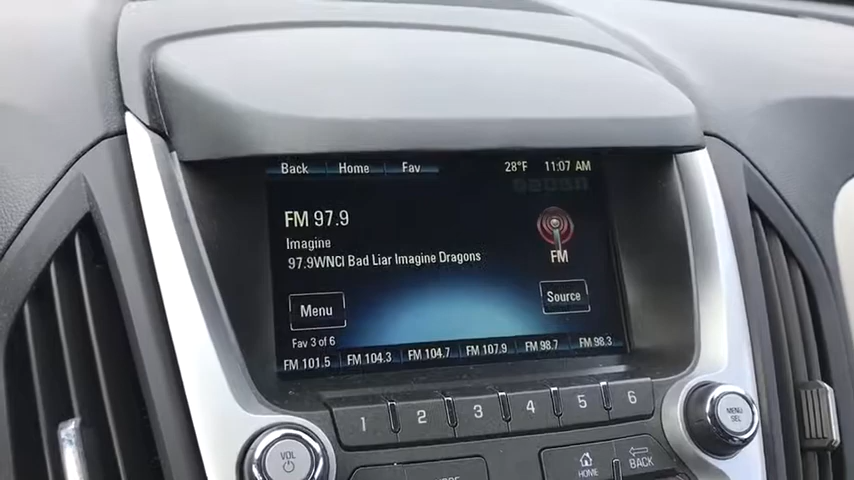 Back Home Fav 28°F 11:07 AM
FM 97.9
Imagine
97.9WNCI Bad Liar Imagine Dragons
FM
Menu Source
Fav 3 of 6
FM 101.5 FM 104.3 FM 104.7 FM 107.9 FM 98.7 FM 98.3
1 2 3 4 5 6
VOL
HOME BACK
MENU
SEL